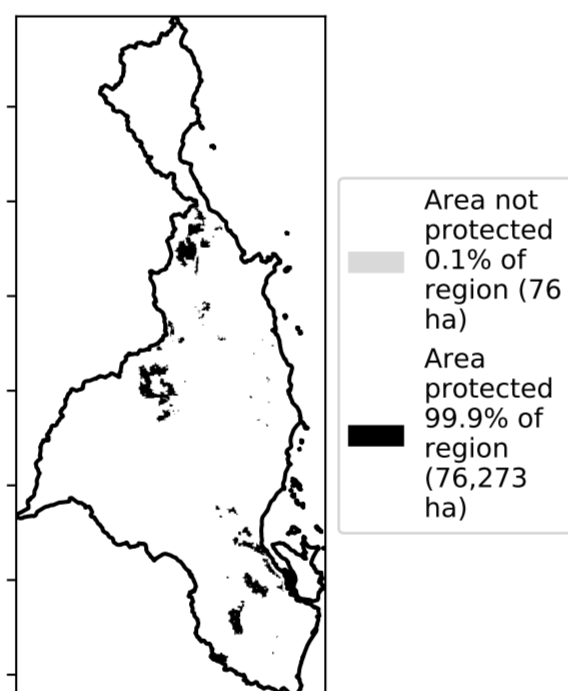 Area not
protected
0.1% of
region (76
ha)
Area
protected
99.9% of
region
(76,273
ha)